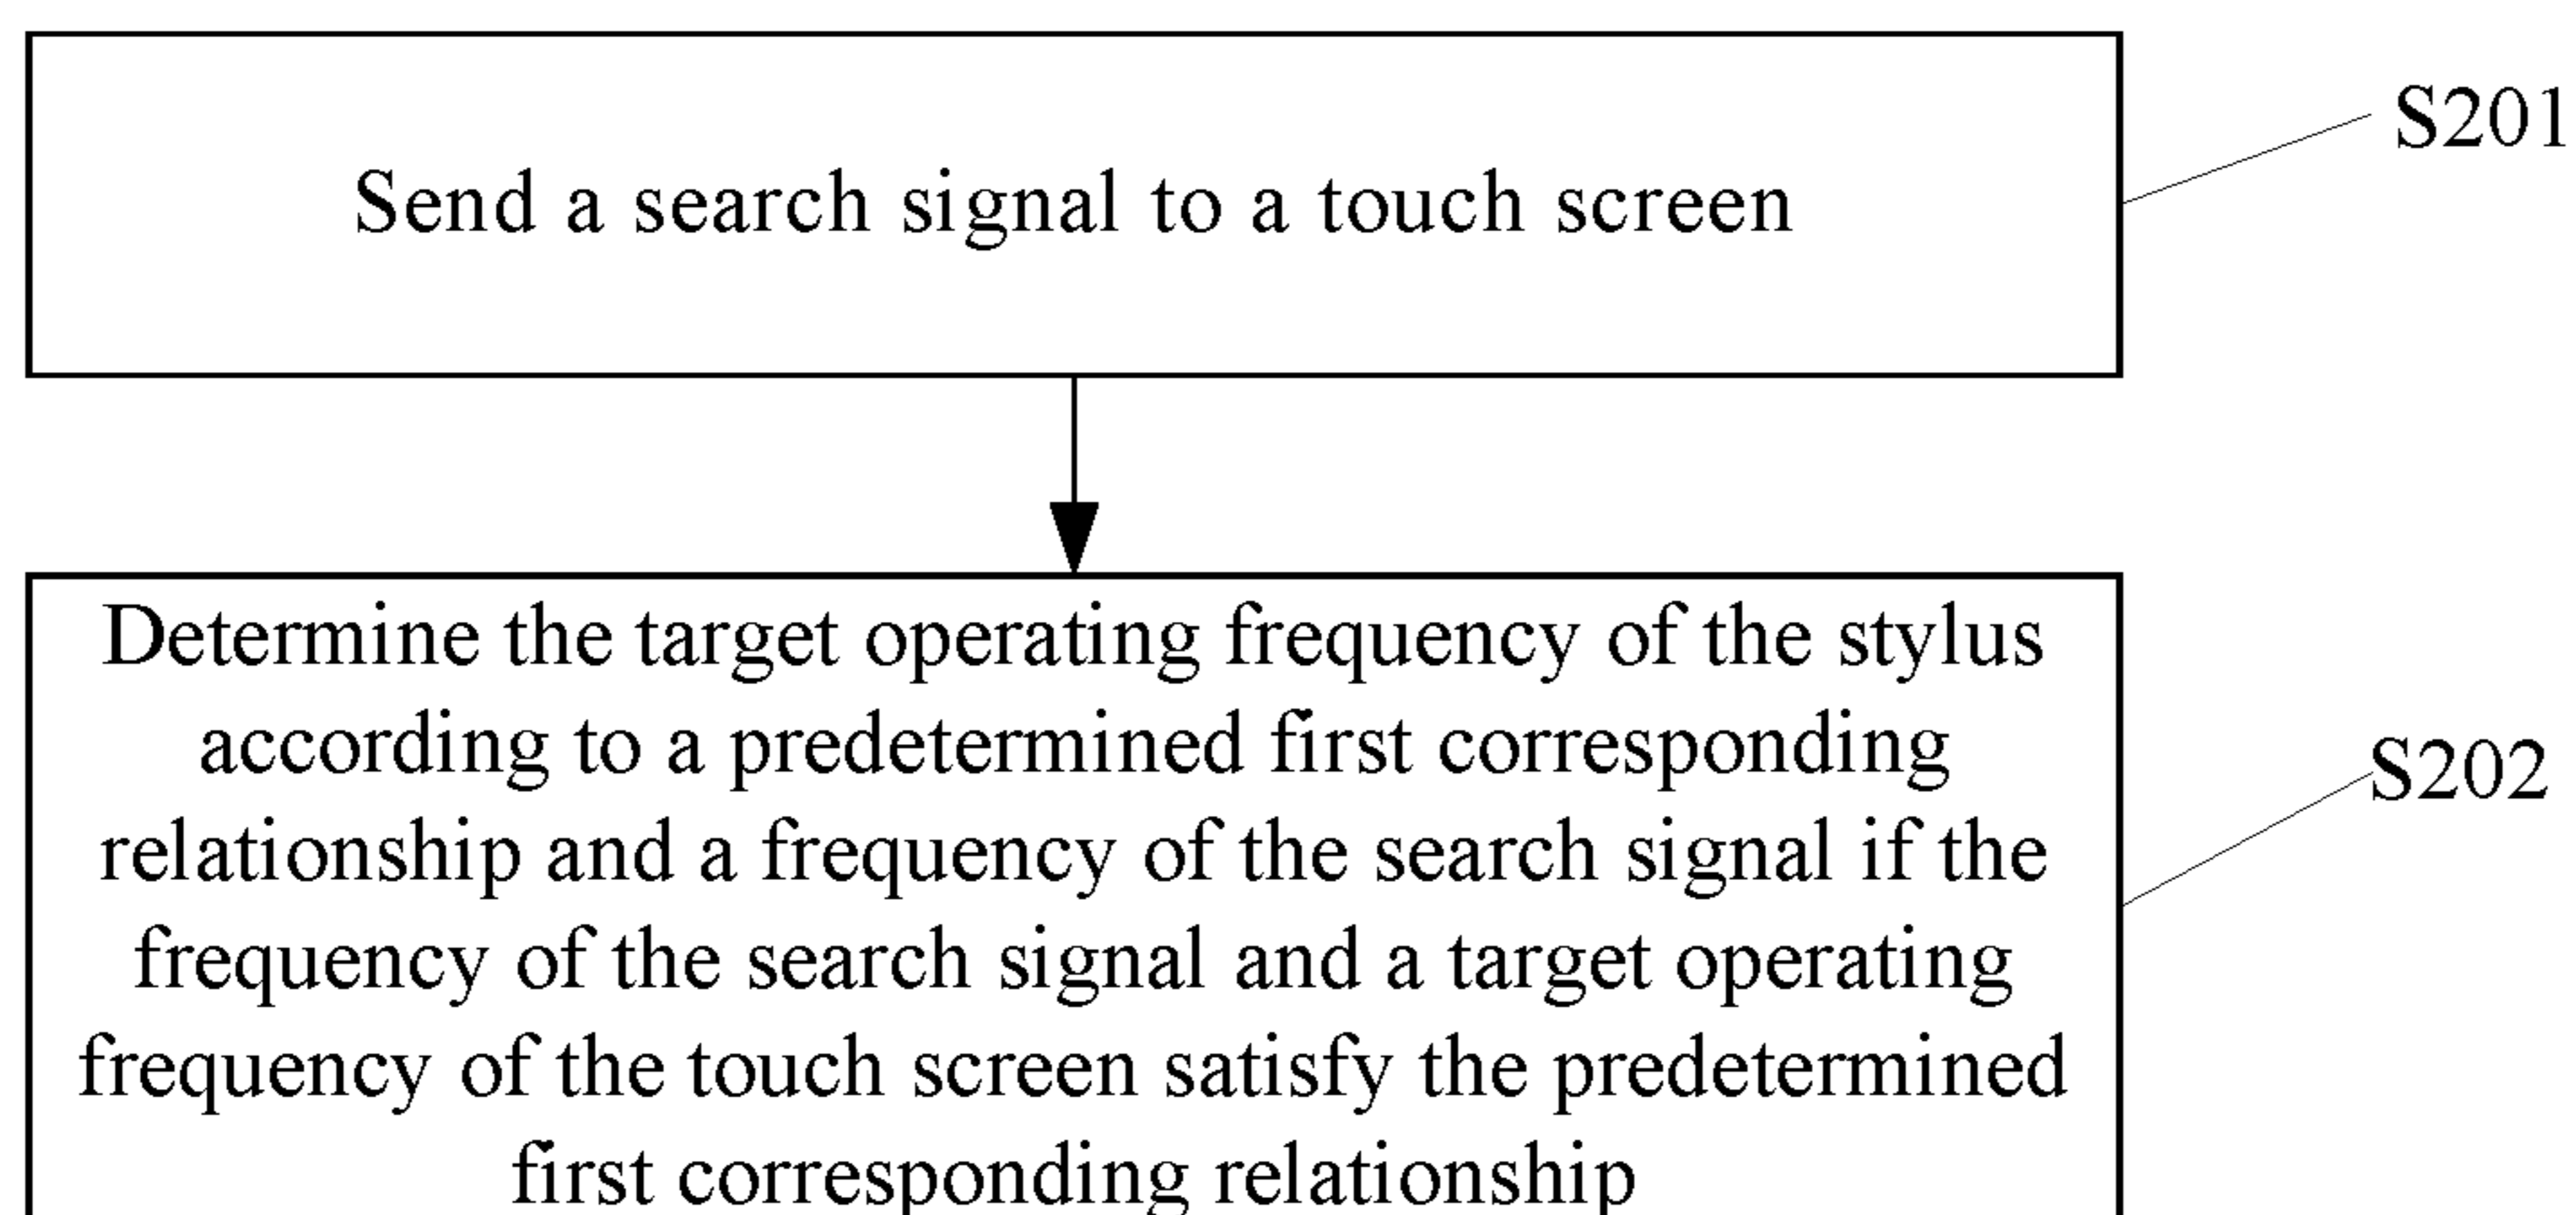 Send a search signal to a touch screen
S201
Determine the target operating frequency of the stylus
according to a predetermined first corresponding
relationship and a frequency of the search signal if the
frequency of the search signal and a target operating
frequency of the touch screen satisfy the predetermined
first corresponding relationship
S202